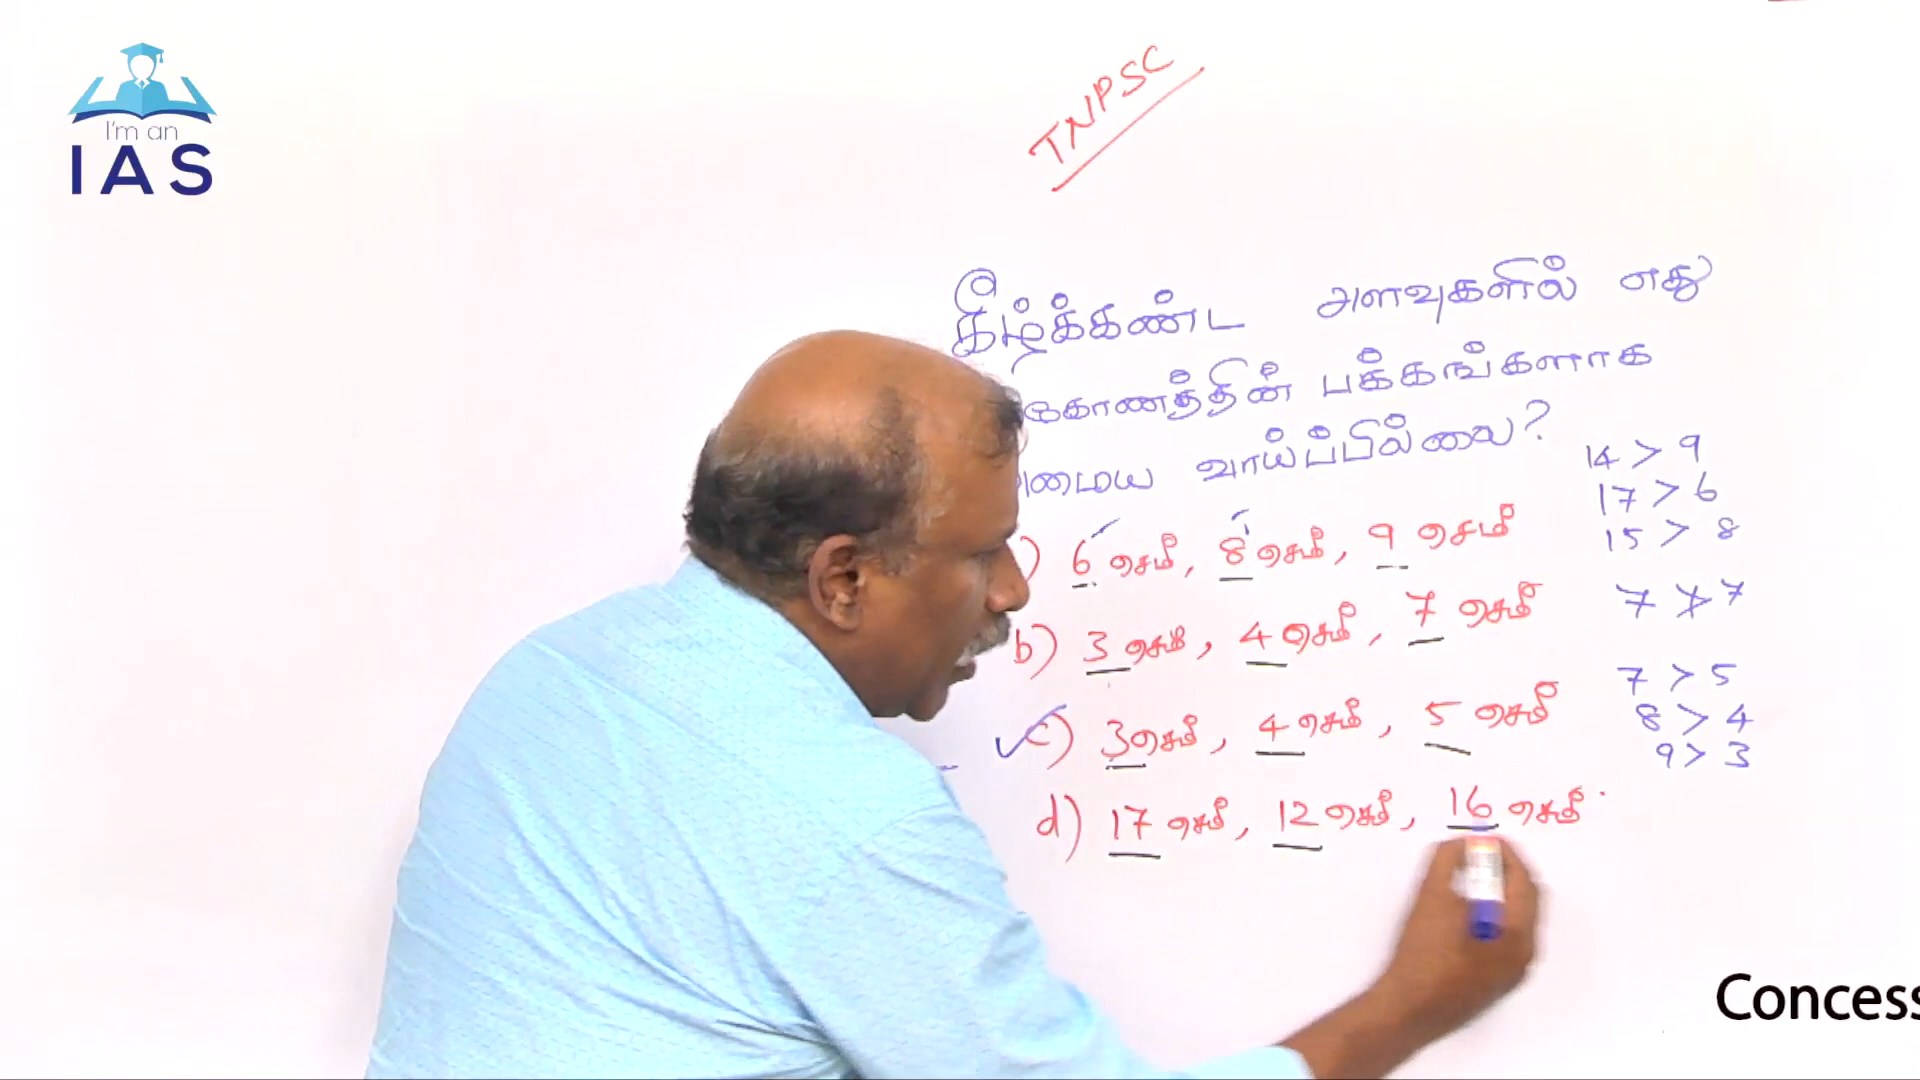 I'm an
IAS
TNPSC
கீழ்க்கண்ட அளவுகளில் எது
கோணத்தின் பக்கங்களாக
அமைய வாய்ப்பில்லை?
) 6 செமீ, 8 செமீ, 9 செமீ
b) 3 செமீ, 4 செமீ, 7 செமீ
c) 3 செமீ, 4 செமீ, 5 செமீ
d) 17 செமீ, 12 செமீ, 16 செமீ
14 > 9
17 > 6
15 > 8
7 ≯ 7
7 > 5
8 > 4
9 > 3
Concess